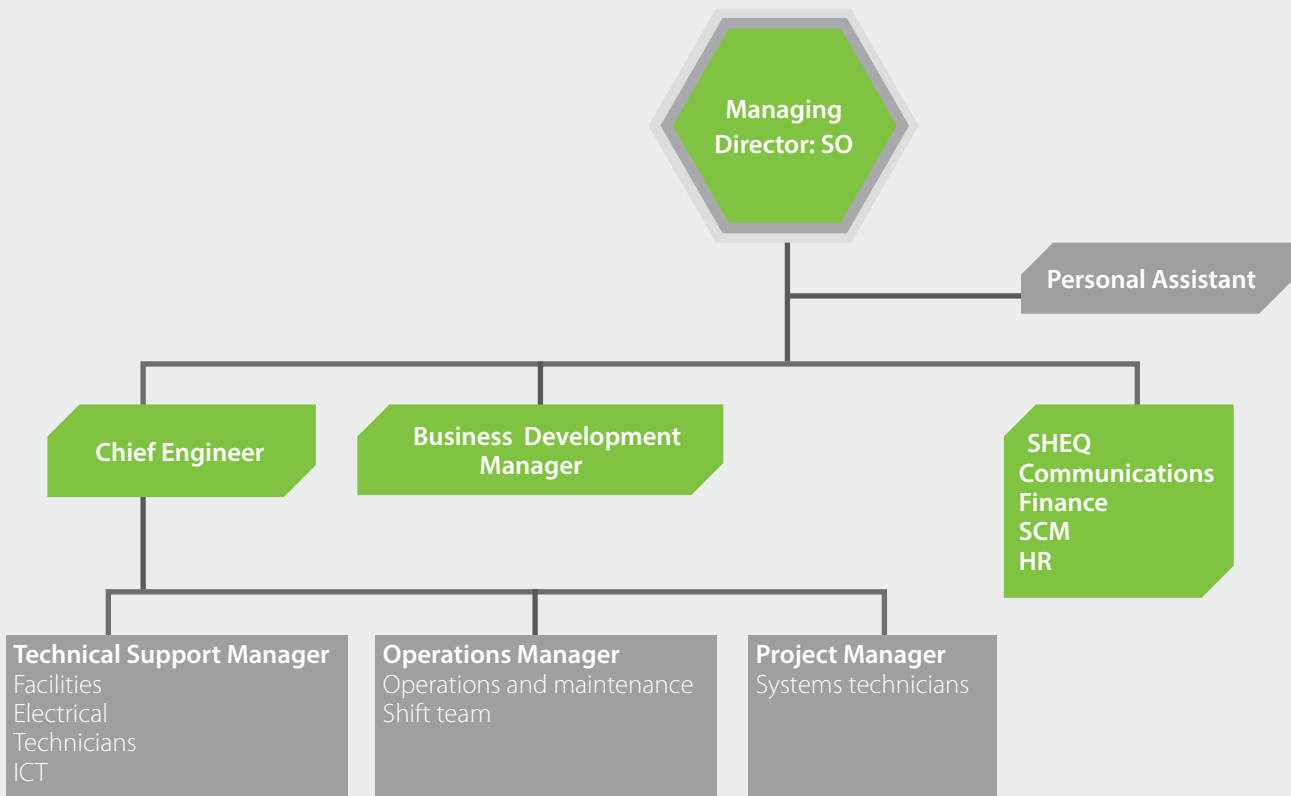 Managing
Director: SO
Personal Assistant
Chief Engineer
Business Development
Manager
SHEQ
Communications
Finance
SCM
HR
Technical Support Manager
Facilities
Electrical
Technicians
ICT
Operations Manager
Operations and maintenance
Shift team
Project Manager
Systems technicians